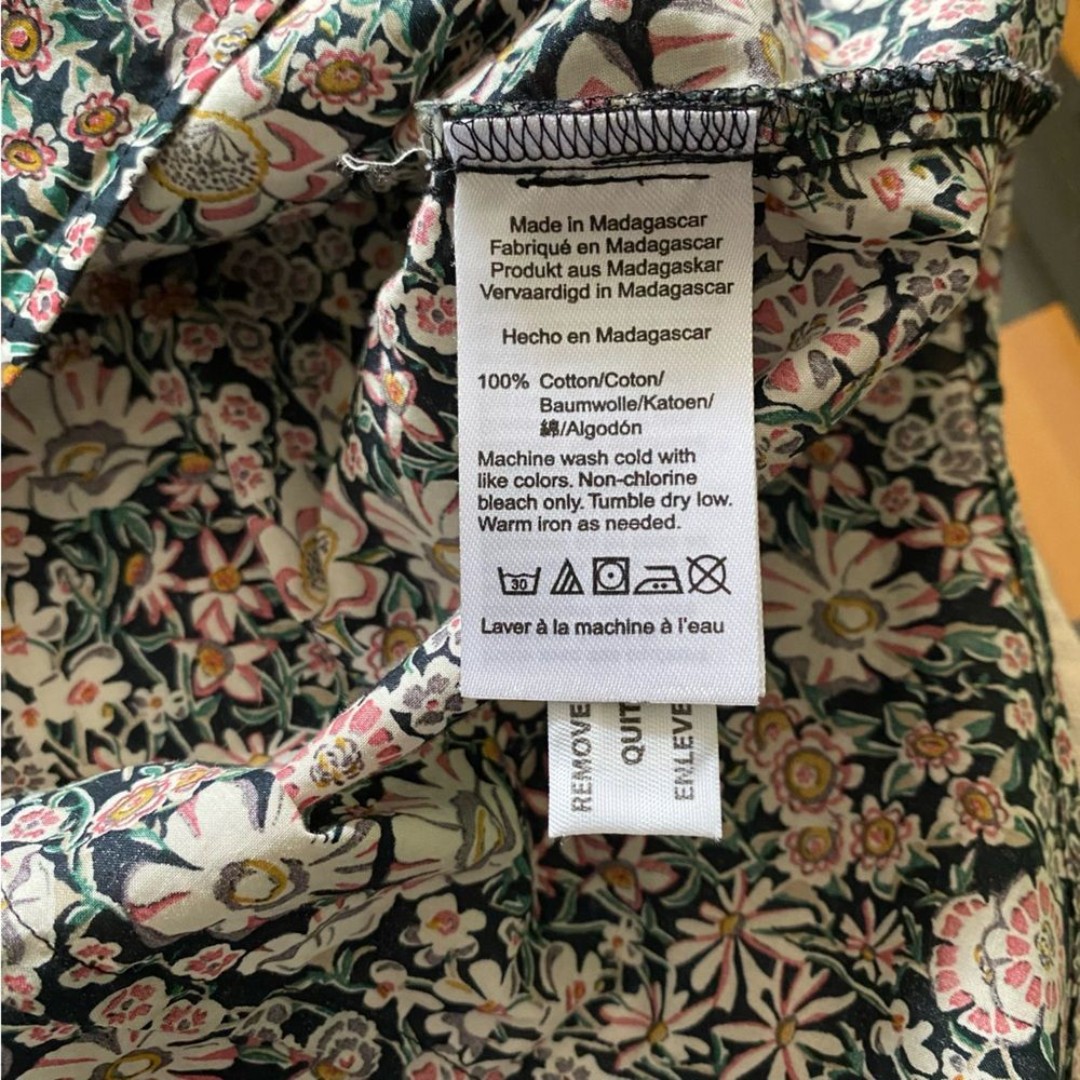 Made in Madagascar
Fabriqué en Madagascar
Produkt aus Madagaskar
Vervaardigd in Madagascar
Hecho en Madagascar
100% Cotton/Coton/
Baumwolle/Katoen/
綿/Algodón
Machine wash cold with
like colors. Non-chlorine
bleach only. Tumble dry low.
Warm iron as needed.
30
Laver à la machine à l'eau
REMOVE
QUIT
ENLEVE